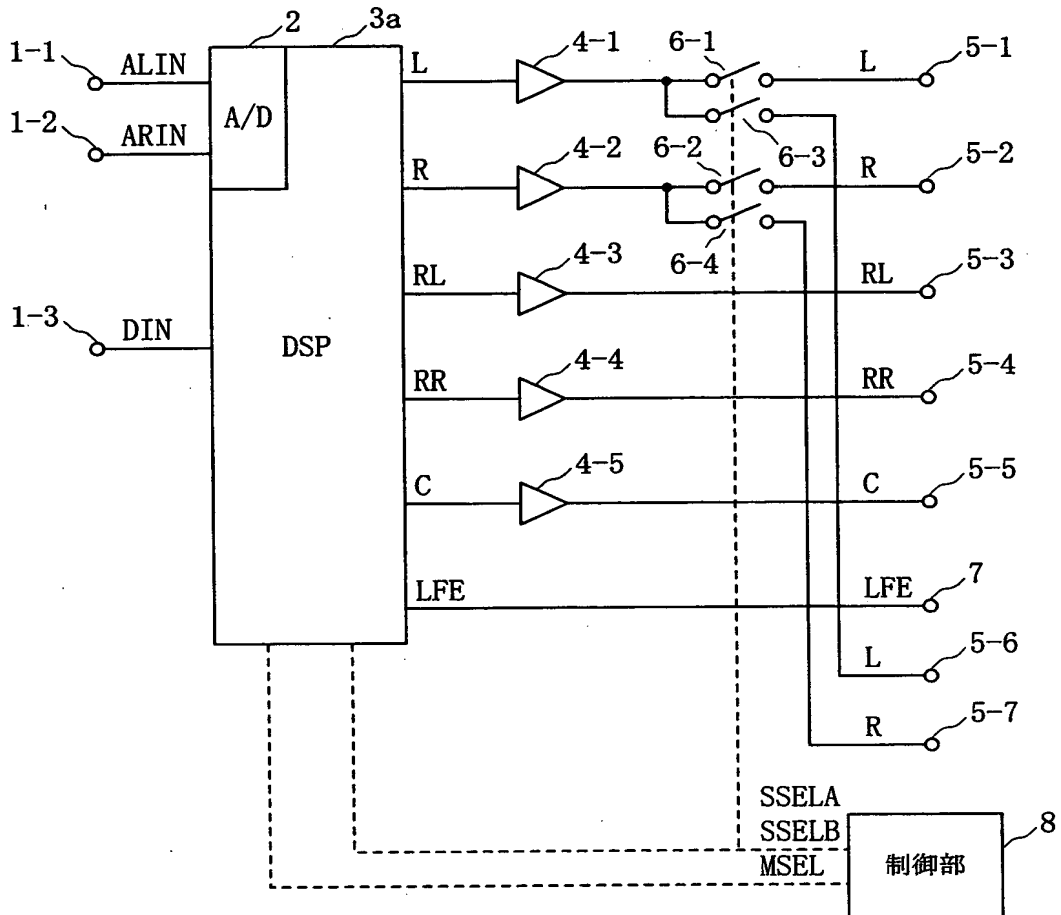 2
3a
1-1
ALIN
A/D
L
4-1
6-1
L
5-1
1-2
ARIN
6-3
R
4-2
6-2
R
5-2
6-4
RL
4-3
RL
5-3
1-3
DIN
DSP
RR
4-4
RR
5-4
C
4-5
C
5-5
LFE
LFE
7
L
5-6
R
5-7
SSELA
SSELB
MSEL
制御部
8